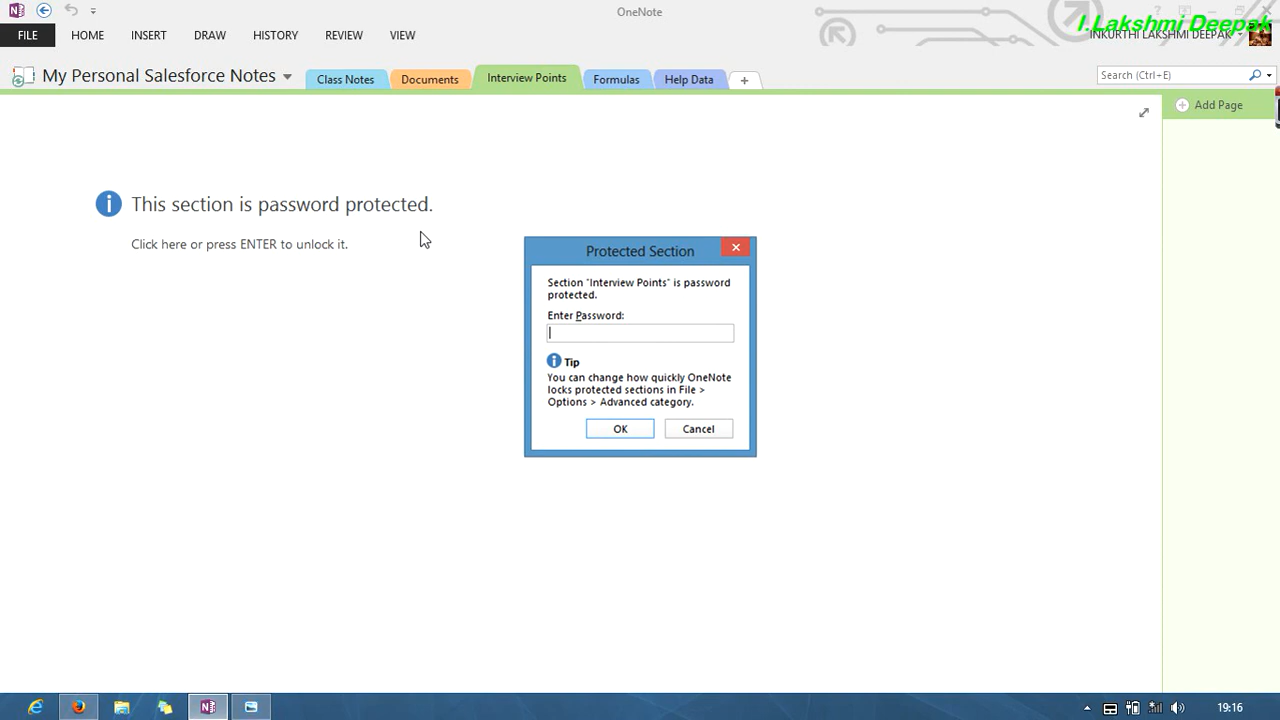 OneNote
I.Lakshmi Deepak
FILE HOME INSERT DRAW HISTORY REVIEW VIEW
INKURTHI LAKSHMI DEEPAK
My Personal Salesforce Notes
Class Notes Documents Interview Points Formulas Help Data +
Search (Ctrl+E)
Add Page
This section is password protected.
Click here or press ENTER to unlock it.
Protected Section
Section "Interview Points" is password
protected.
Enter Password:
Tip
You can change how quickly OneNote
locks protected sections in File >
Options > Advanced category.
OK Cancel
19:16